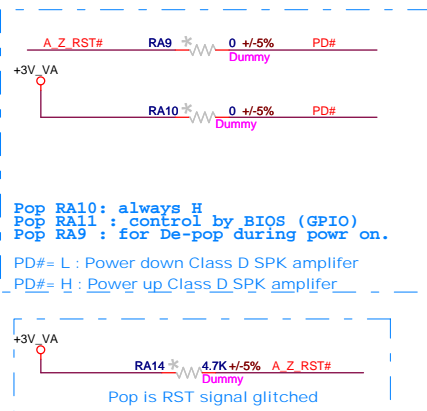 A_Z_RST# RA9 * 0 +/-5% PD#
Dummy
+3V_VA
RA10 * 0 +/-5% PD#
Dummy
Pop RA10: always H
Pop RA11 : control by BIOS (GPIO)
Pop RA9 : for De-pop during powr on.
PD#= L : Power down Class D SPK amplifer
PD#= H : Power up Class D SPK amplifer
+3V_VA
RA14 * 4.7K +/-5% A_Z_RST#
Dummy
Pop is RST signal glitched